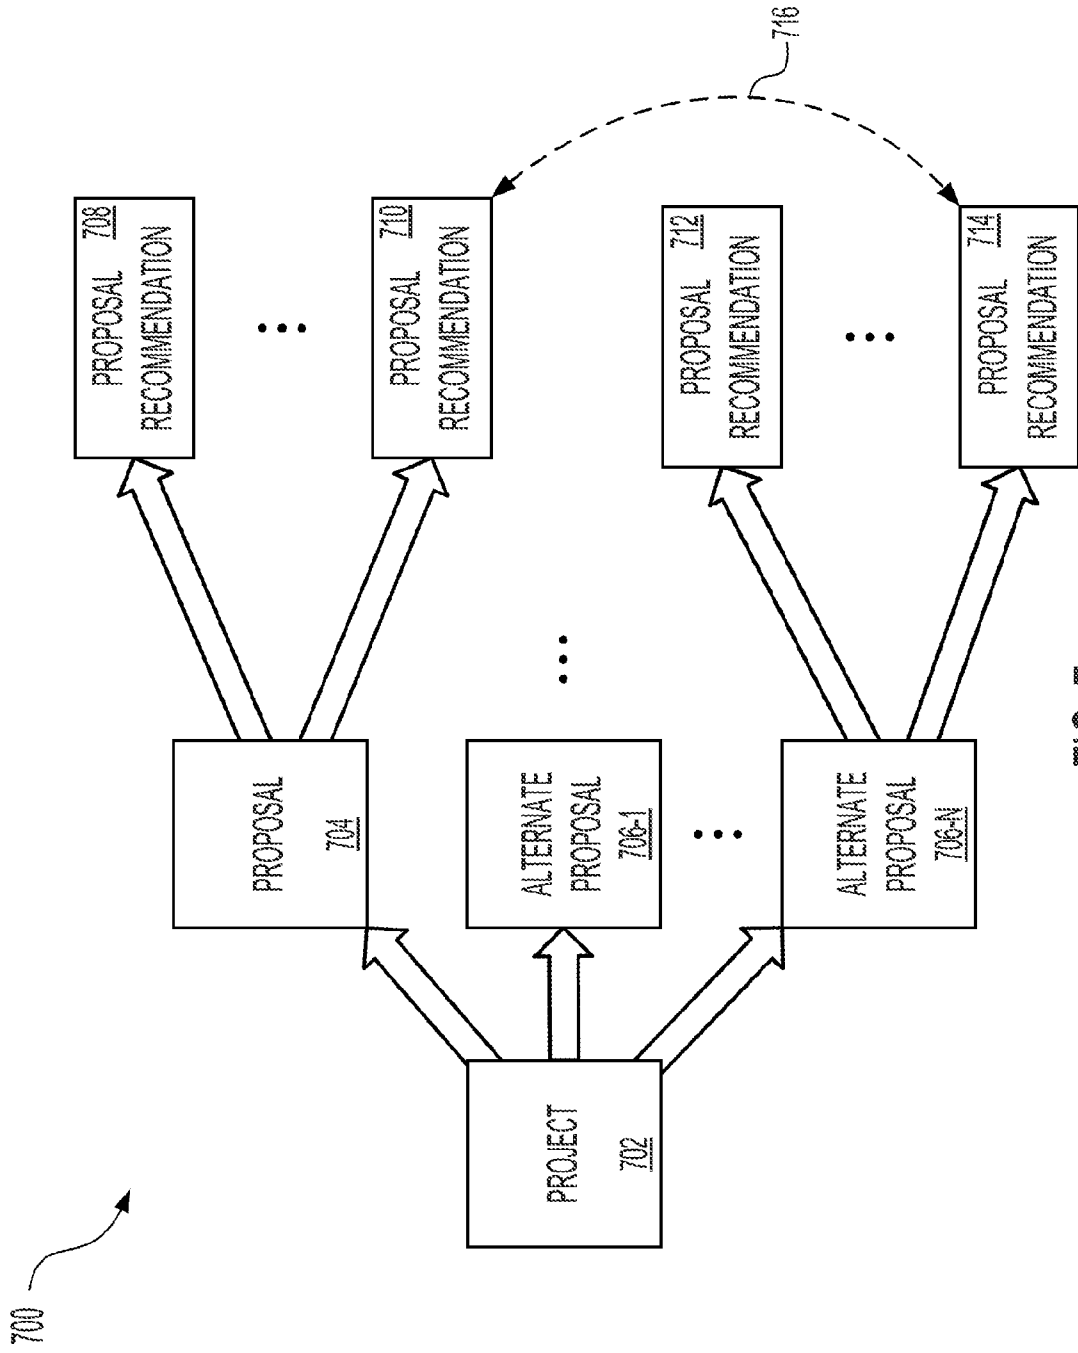 700
PROJECT
702
PROPOSAL
704
ALTERNATE
PROPOSAL
706-1
ALTERNATE
PROPOSAL
706-N
PROPOSAL
RECOMMENDATION
708
PROPOSAL
RECOMMENDATION
710
PROPOSAL
RECOMMENDATION
712
PROPOSAL
RECOMMENDATION
714
716